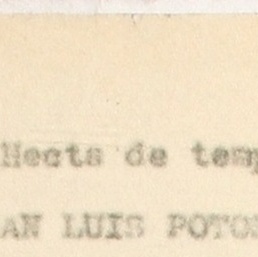 Hects de temp
AN LUIS POTOS